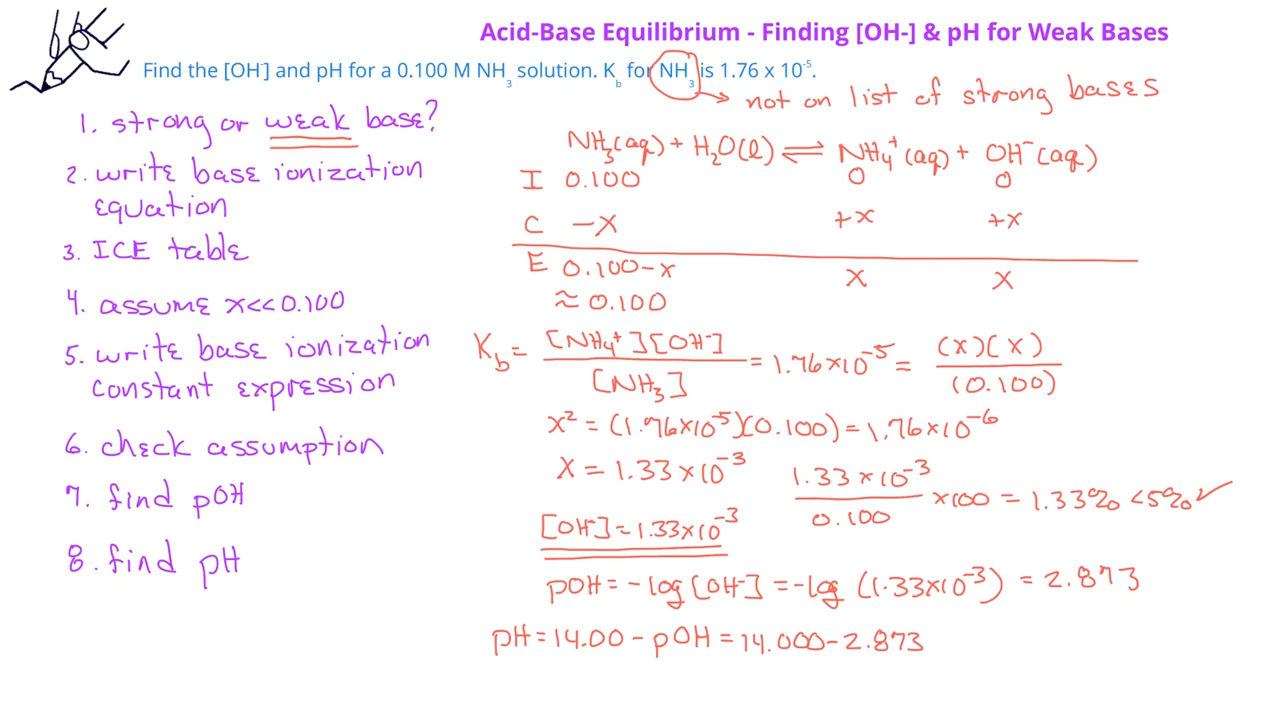 Acid-Base Equilibrium - Finding [OH-] & pH for Weak Bases
Find the [OH⁻] and pH for a 0.100 M NH₃ solution. K_b for NH₃ is 1.76 x 10⁻⁵.
→ not on list of strong bases
1. strong or weak base?
2. write base ionization
equation
3. ICE table
4. assume x<<0.100
5. write base ionization
constant expression
6. check assumption
7. find pOH
8. find pH
NH₃(aq) + H₂O(l) ⇌ NH₄⁺(aq) + OH⁻(aq)
I 0.100 0 0
C -x +x +x
E 0.100-x x x
≈ 0.100
K_b = [NH₄⁺][OH⁻] / [NH₃] = 1.76×10⁻⁵ = (x)(x) / (0.100)
x² = (1.76×10⁻⁵)(0.100) = 1.76×10⁻⁶
x = 1.33×10⁻³
1.33×10⁻³ / 0.100 ×100 = 1.33% <5% ✓
[OH⁻] = 1.33×10⁻³
pOH = -log[OH⁻] = -log (1.33×10⁻³) = 2.873
pH = 14.00 - pOH = 14.000 - 2.873